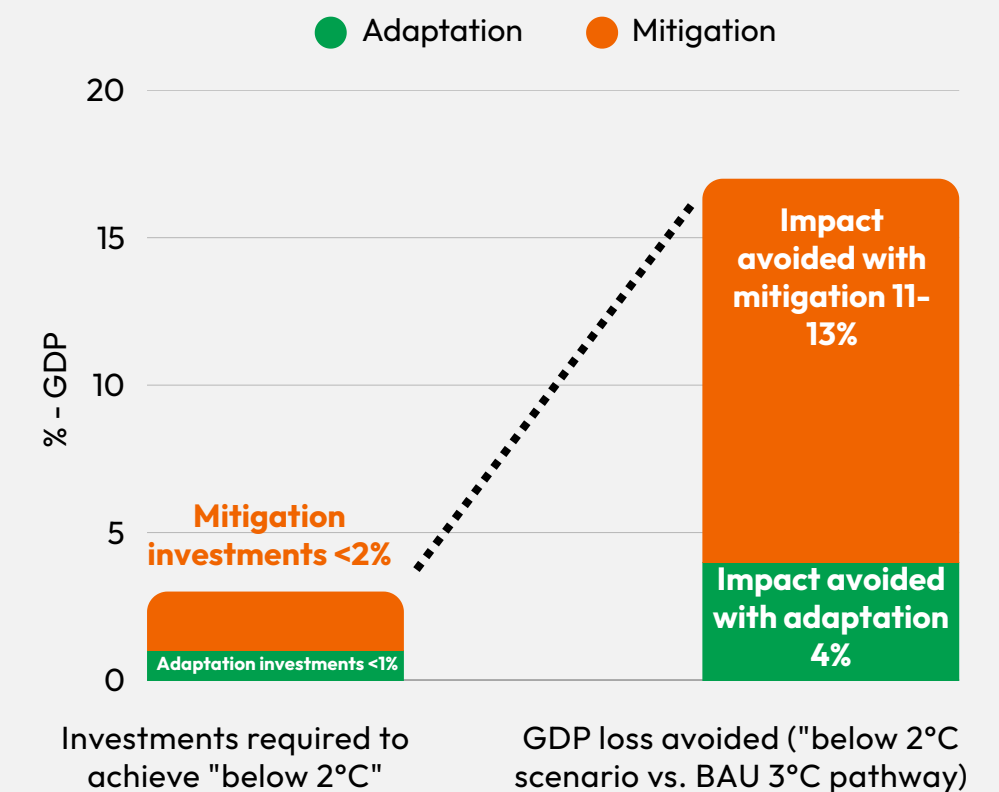 Adaptation
Mitigation
20
15
10
5
0
% - GDP
Mitigation
investments <2%
Adaptation investments <1%
Impact
avoided with
mitigation 11-
13%
Impact avoided
with adaptation
4%
Investments required to
achieve "below 2°C"
GDP loss avoided ("below 2°C
scenario vs. BAU 3°C pathway)